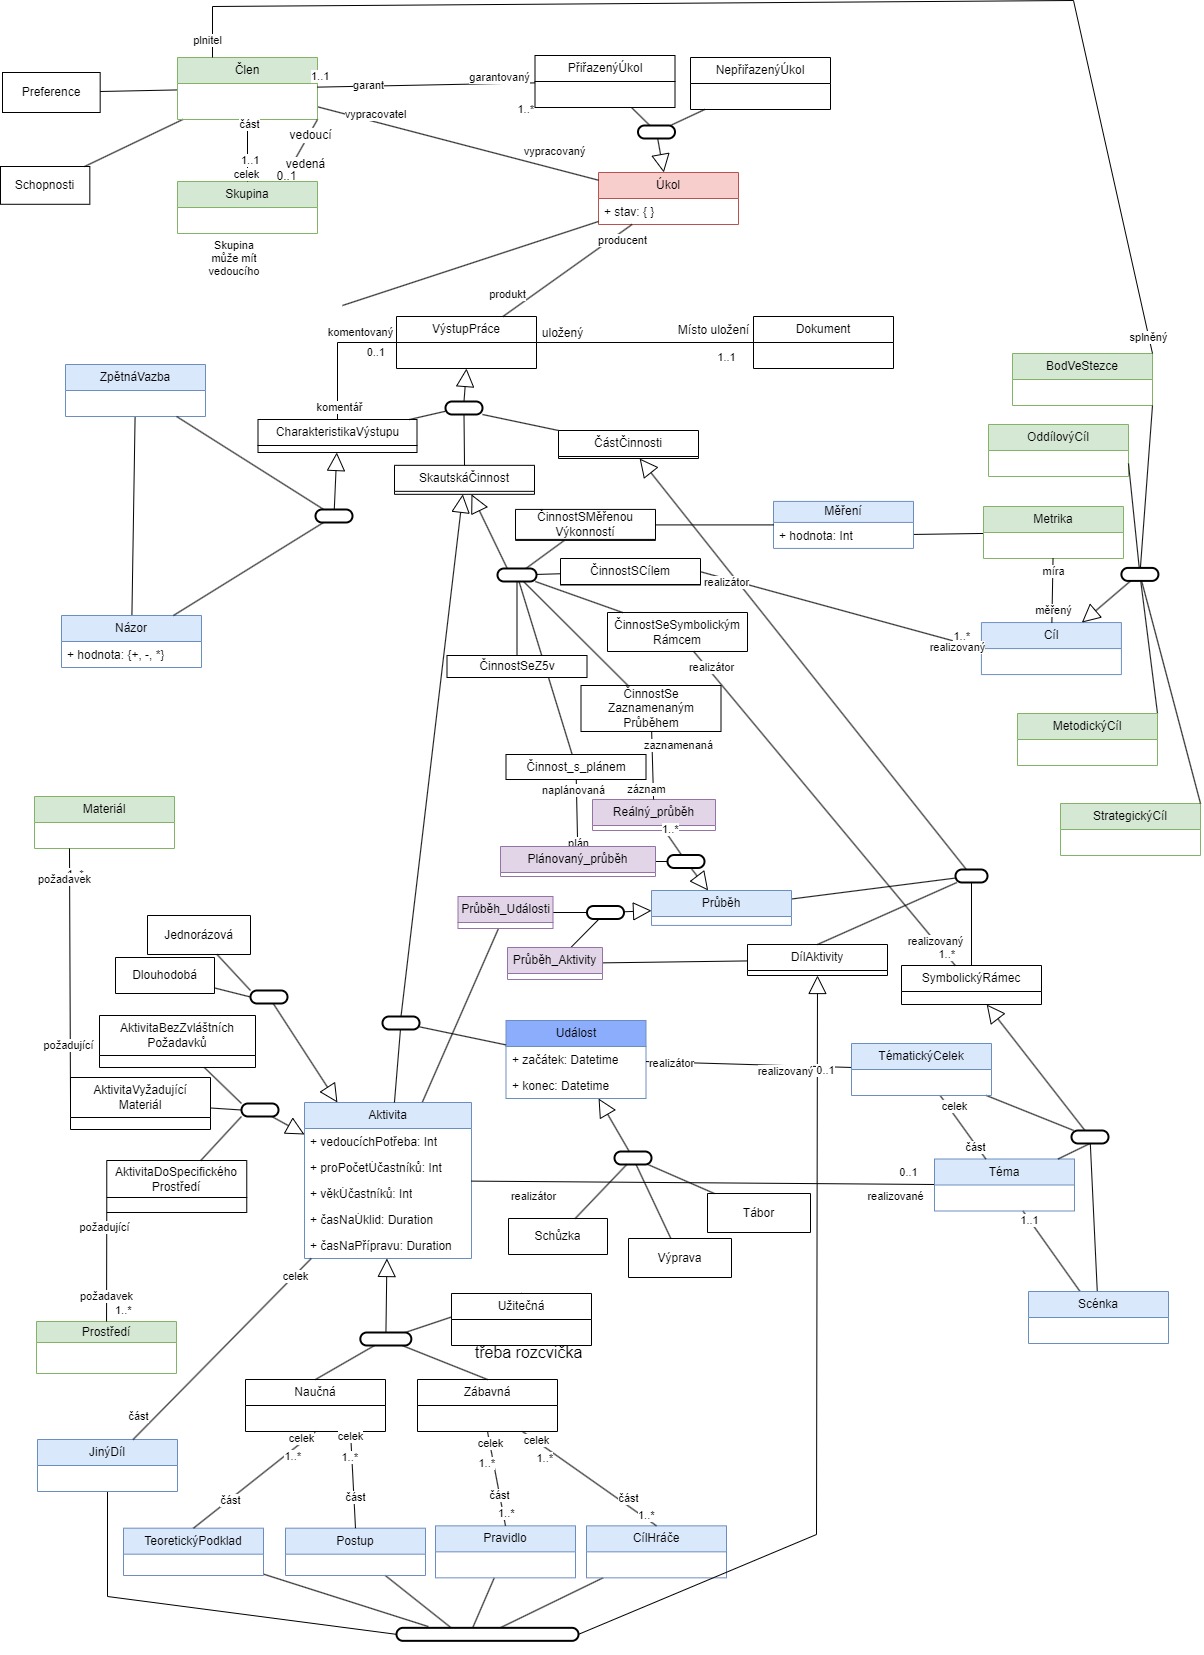 plnitel
Člen
1..1
garant
garantovaný
1..*
PřiřazenýÚkol
NepřiřazenýÚkol
Preference
Schopnosti
část
vedoucí
vypracovatel
vypracovaný
1..1
celek
vedená
0..1
Skupina
Skupina
může mít
vedoucího
Úkol
+ stav: { }
producent
produkt
komentovaný
0..1
VýstupPráce
uložený
Místo uložení
1..1
Dokument
splněný
BodVeStezce
ZpětnáVazba
komentář
CharakteristikaVýstupu
ČástČinnosti
OddílovýCíl
SkautskáČinnost
ČinnostSMěřenou
Výkonností
Měření
+ hodnota: Int
Metrika
ČinnostSCílem
realizátor
míra
měřený
1..*
realizovaný
Cíl
Názor
+ hodnota: {+, -, *}
ČinnostSeSymbolickým
Rámcem
realizátor
ČinnostSeZ5v
ČinnostSe
Zaznamenaným
Průběhem
zaznamenaná
MetodickýCíl
Činnost_s_plánem
naplánovaná
záznam
Reálný_průběh
1..*
plán
Plánovaný_průběh
StrategickýCíl
Materiál
požadavek
Průběh
Průběh_Události
Průběh_Aktivity
DílAktivity
realizovaný
1..*
SymbolickýRámec
Jednorázová
Dlouhodobá
AktivitaBezZvláštních
Požadavků
požadující
AktivitaVyžadující
Materiál
AktivitaDoSpecifického
Prostředí
požadující
požadavek
1..*
Prostředí
Událost
+ začátek: Datetime
+ konec: Datetime
realizátor
realizovaný
0..1
TématickýCelek
celek
část
Aktivita
+ vedoucíchPotřeba: Int
+ proPočetÚčastníků: Int
+ věkÚčastníků: Int
+ časNaÚklid: Duration
+ časNaPřípravu: Duration
realizátor
0..1
realizované
Téma
1..1
Schůzka
Výprava
Tábor
Scénka
celek
Užitečná
třeba rozcvička
Naučná
Zábavná
část
JinýDíl
celek
1..*
celek
1..*
celek
1..*
celek
1..*
část
část
část
1..*
část
1..*
TeoretickýPodklad
Postup
Pravidlo
CílHráče